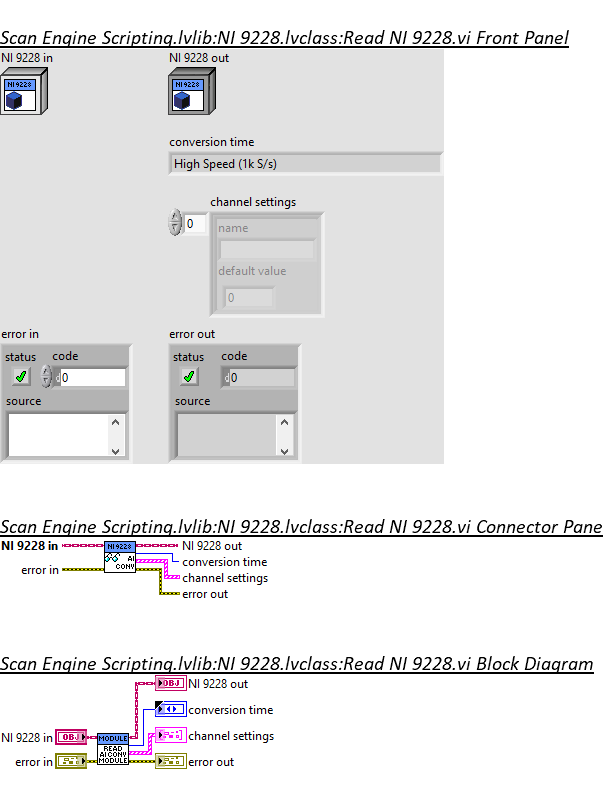 Scan Engine Scripting.lvlib:NI 9228.lvclass:Read NI 9228.vi Front Panel
NI 9228 in
NI 9228 out
NI 9228
NI 9228
conversion time
High Speed (1k S/s)
channel settings
0
name
default value
0
error in
error out
status code
status code
d0
d0
source
source
Scan Engine Scripting.lvlib:NI 9228.lvclass:Read NI 9228.vi Connector Pane
NI 9228 in
NI 9228
AI
CONV
NI 9228 out
conversion time
error in
channel settings
error out
Scan Engine Scripting.lvlib:NI 9228.lvclass:Read NI 9228.vi Block Diagram
OBJ
NI 9228 out
conversion time
NI 9228 in
OBJ
MODULE
READ
AI CONV
MODULE
channel settings
error in
error out